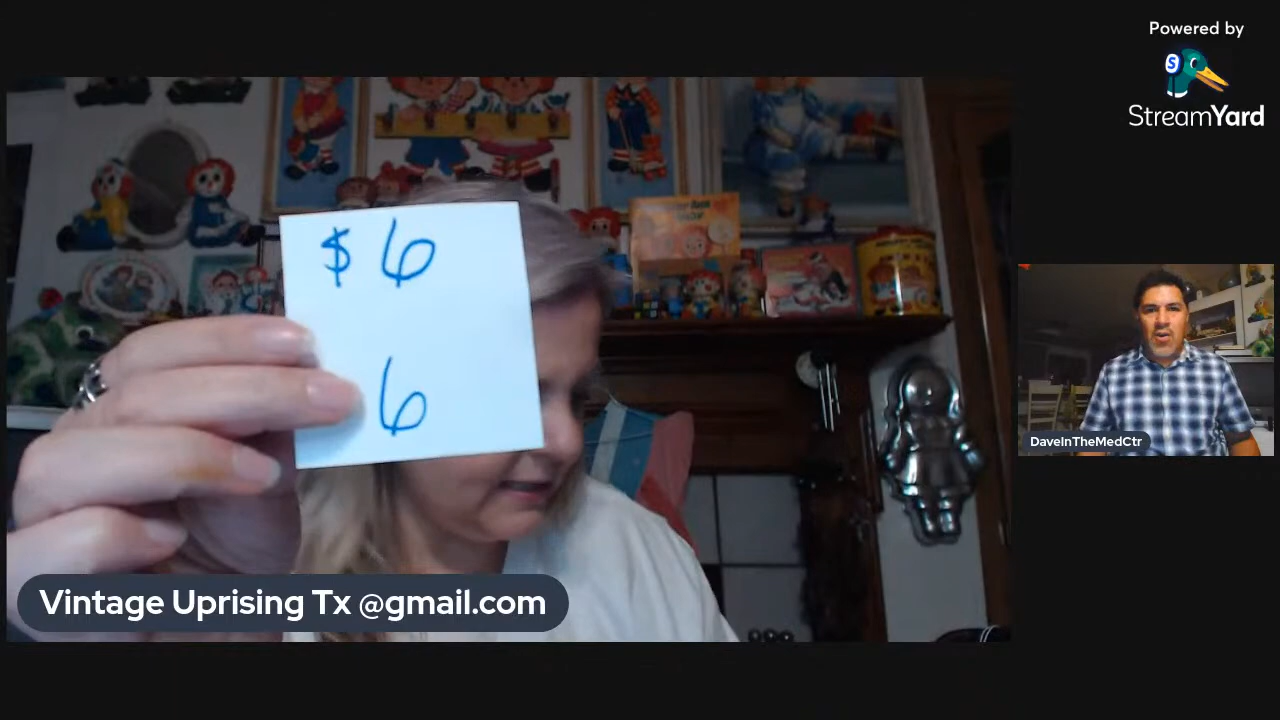 Powered by
StreamYard
$ 6
6
DaveInTheMedCtr
Vintage Uprising Tx @gmail.com